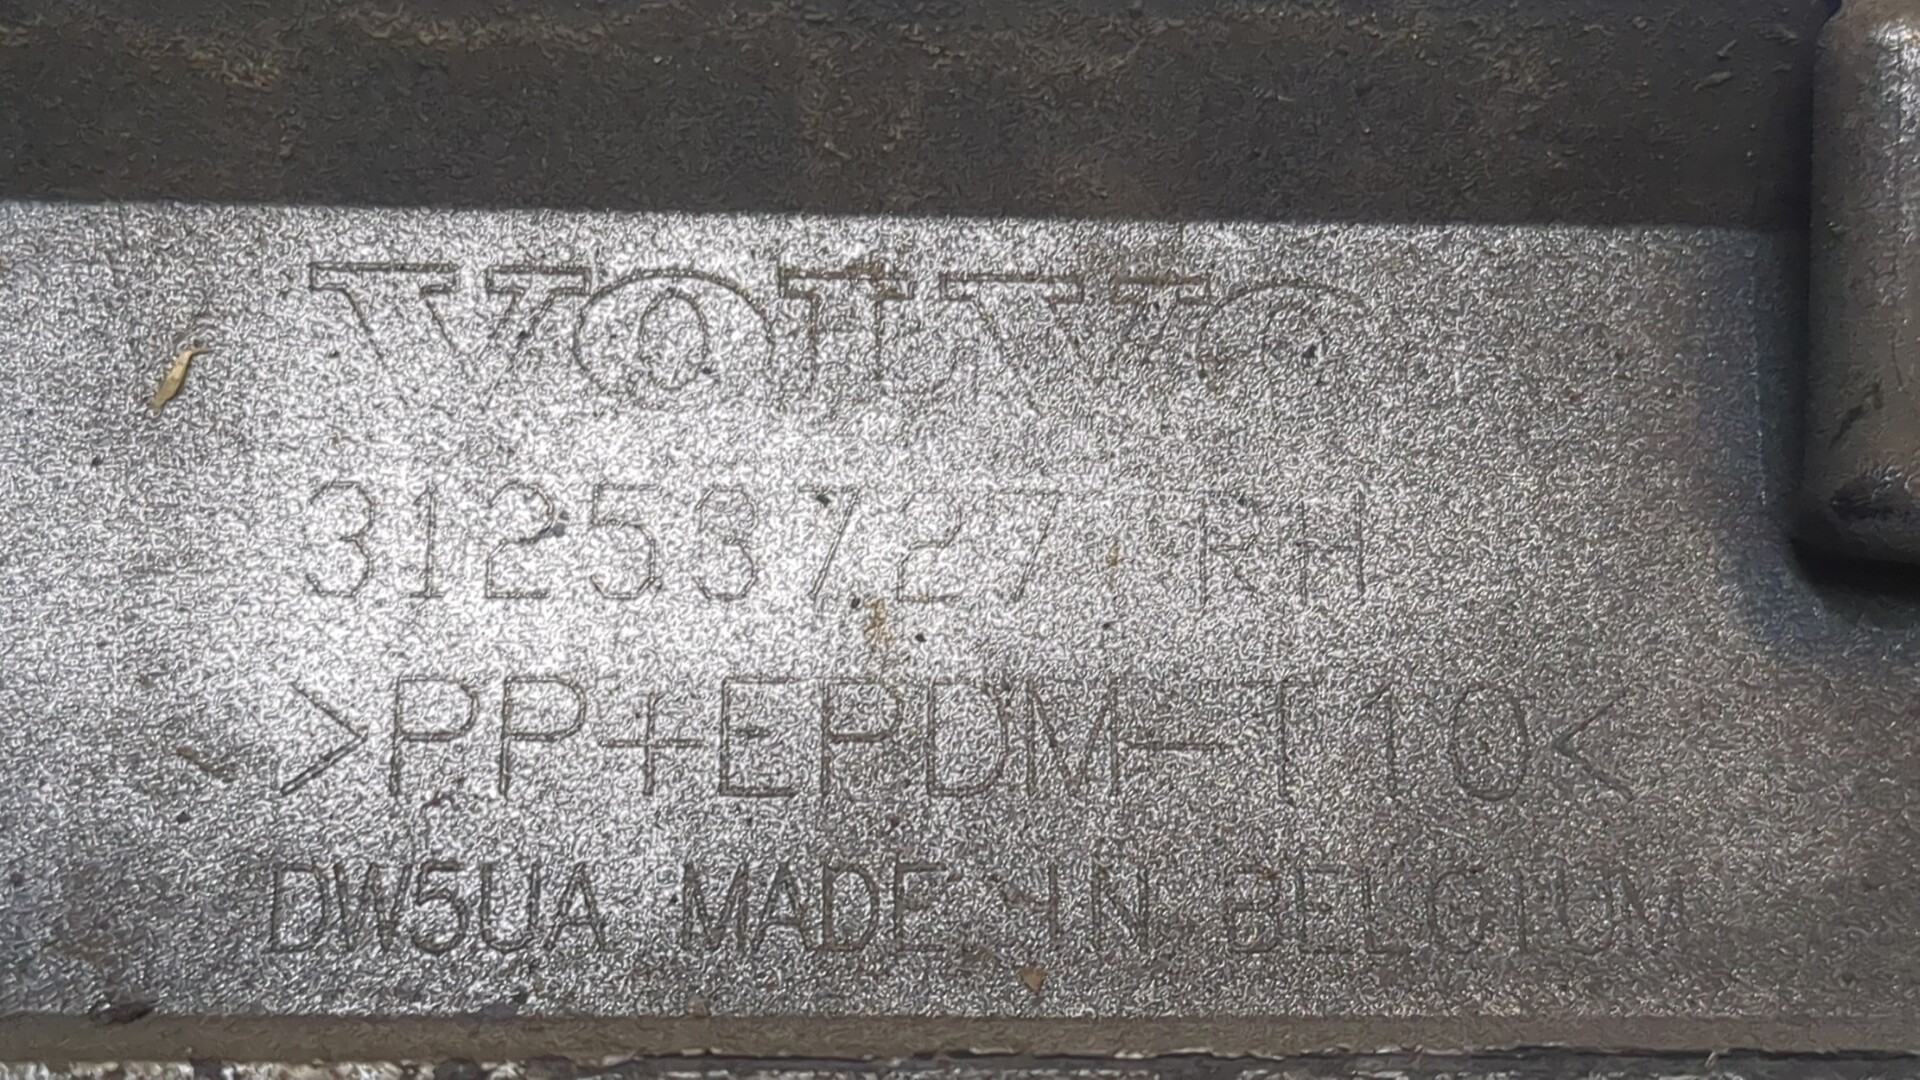 VOLVO
31253727 RH
>PP+EPDM-T10<
DW5UA MADE IN BELGIUM